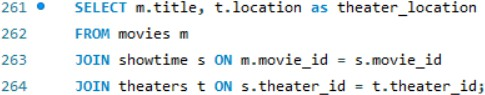 261 SELECT m.title, t.location as theater_location
262 FROM movies m
263 JOIN showtime s ON m.movie_id = s.movie_id
264 JOIN theaters t ON s.theater_id = t.theater_id;